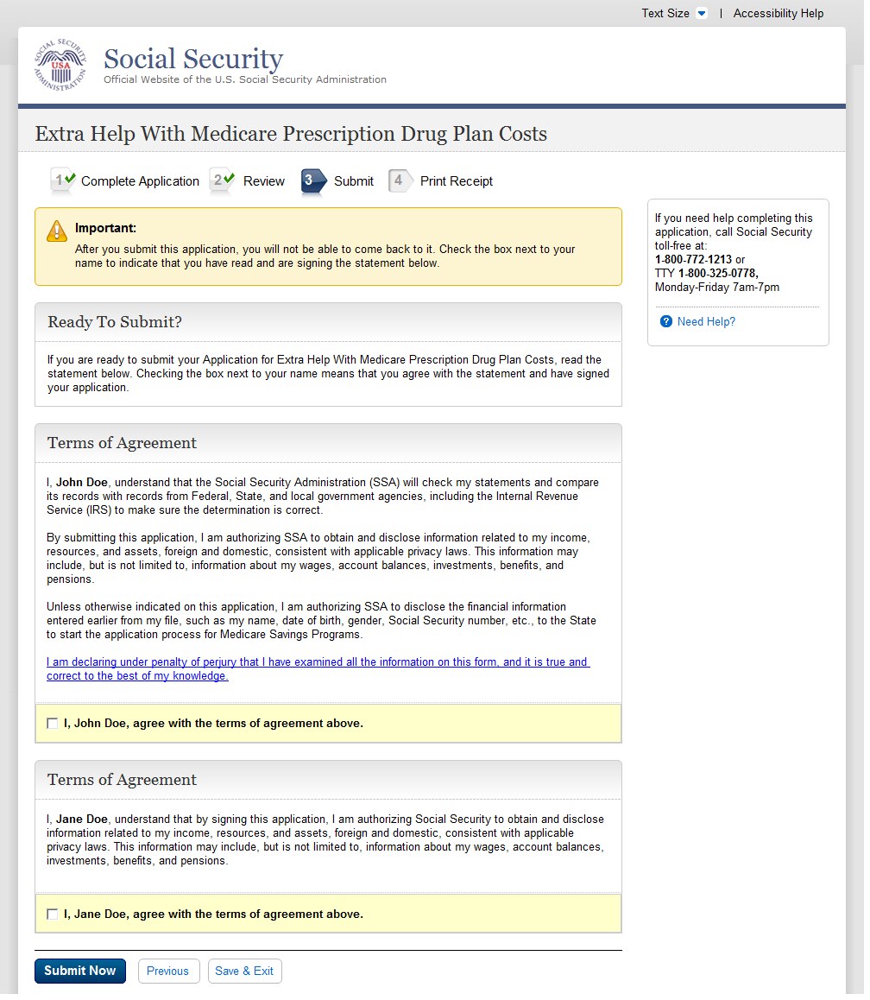 Text Size | Accessibility Help
SOCIAL SECURITY ADMINISTRATION
USA
Social Security
Official Website of the U.S. Social Security Administration
Extra Help With Medicare Prescription Drug Plan Costs
1 Complete Application 2 Review 3 Submit 4 Print Receipt
Important:
After you submit this application, you will not be able to come back to it. Check the box next to your
name to indicate that you have read and are signing the statement below.
If you need help completing this
application, call Social Security
toll-free at:
1-800-772-1213 or
TTY 1-800-325-0778,
Monday-Friday 7am-7pm
? Need Help?
Ready To Submit?
If you are ready to submit your Application for Extra Help With Medicare Prescription Drug Plan Costs, read the
statement below. Checking the box next to your name means that you agree with the statement and have signed
your application.
Terms of Agreement
I, John Doe, understand that the Social Security Administration (SSA) will check my statements and compare
its records with records from Federal, State, and local government agencies, including the Internal Revenue
Service (IRS) to make sure the determination is correct.
By submitting this application, I am authorizing SSA to obtain and disclose information related to my income,
resources, and assets, foreign and domestic, consistent with applicable privacy laws. This information may
include, but is not limited to, information about my wages, account balances, investments, benefits, and
pensions.
Unless otherwise indicated on this application, I am authorizing SSA to disclose the financial information
entered earlier from my file, such as my name, date of birth, gender, Social Security number, etc., to the State
to start the application process for Medicare Savings Programs.
I am declaring under penalty of perjury that I have examined all the information on this form, and it is true and
correct to the best of my knowledge.
I, John Doe, agree with the terms of agreement above.
Terms of Agreement
I, Jane Doe, understand that by signing this application, I am authorizing Social Security to obtain and disclose
information related to my income, resources, and assets, foreign and domestic, consistent with applicable
privacy laws. This information may include, but is not limited to, information about my wages, account balances,
investments, benefits, and pensions.
I, Jane Doe, agree with the terms of agreement above.
Submit Now Previous Save & Exit